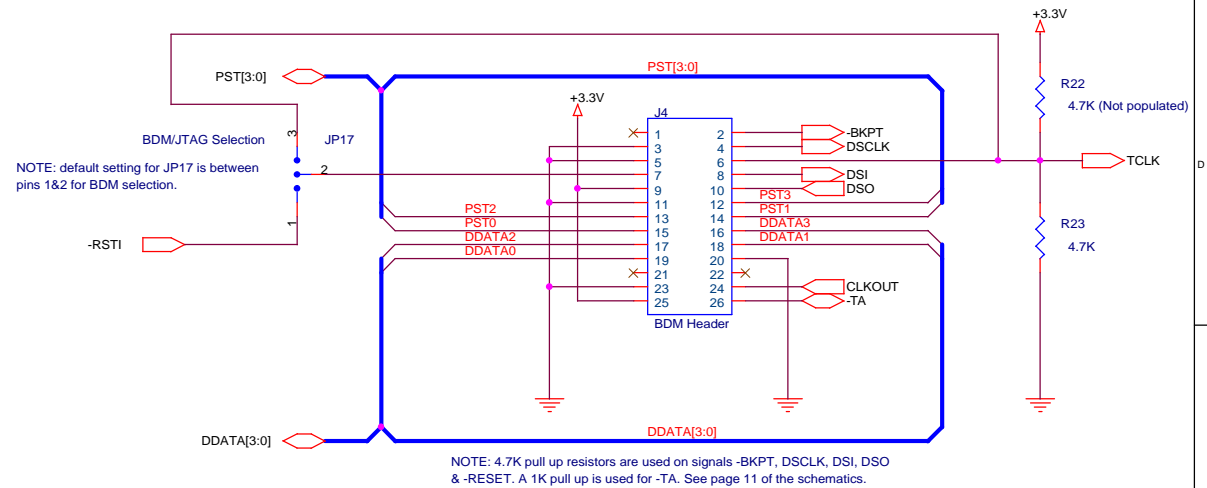 +3.3V
PST[3:0]
PST[3:0]
R22
4.7K (Not populated)
+3.3V
J4
BDM/JTAG Selection
JP17
3
2
1
NOTE: default setting for JP17 is between
pins 1&2 for BDM selection.
1 2 -BKPT
3 4 DSCLK
5 6 TCLK
7 8 DSI
9 10 DSO
11 12 PST3
PST2 13 14 PST1
PST0 15 16 DDATA3
DDATA2 17 18 DDATA1
DDATA0 19 20
21 22
23 24 CLKOUT
25 26 -TA
BDM Header
D
R23
4.7K
-RSTI
DDATA[3:0]
DDATA[3:0]
NOTE: 4.7K pull up resistors are used on signals -BKPT, DSCLK, DSI, DSO
& -RESET. A 1K pull up is used for -TA. See page 11 of the schematics.